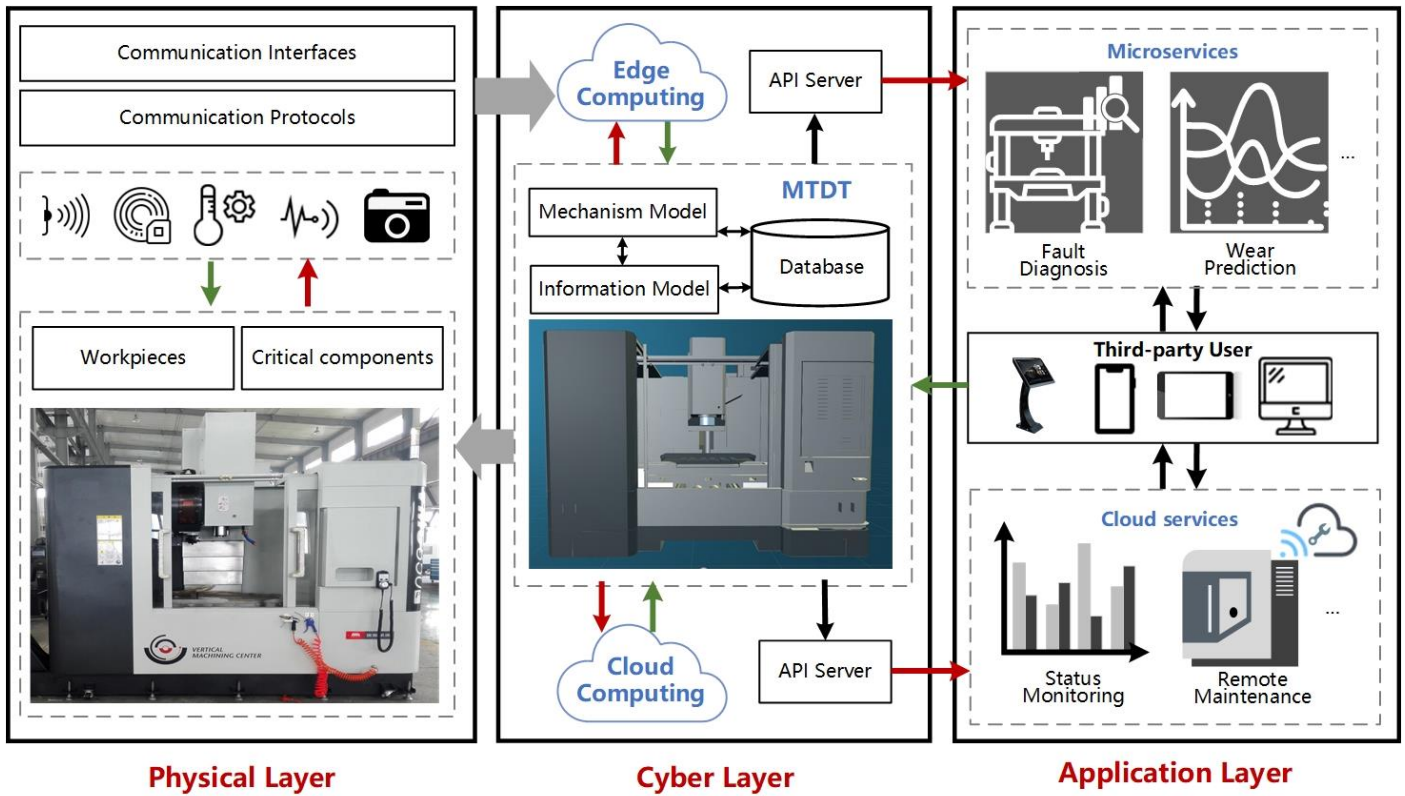 Communication Interfaces
Communication Protocols
Workpieces
Critical components
VERTICAL
MACHINING CENTER
Physical Layer
Edge
Computing
API Server
MTDT
Mechanism Model
Database
Information Model
Cloud
Computing
API Server
Cyber Layer
Microservices
...
Fault
Diagnosis
Wear
Prediction
Third-party User
Cloud services
...
Status
Monitoring
Remote
Maintenance
Application Layer